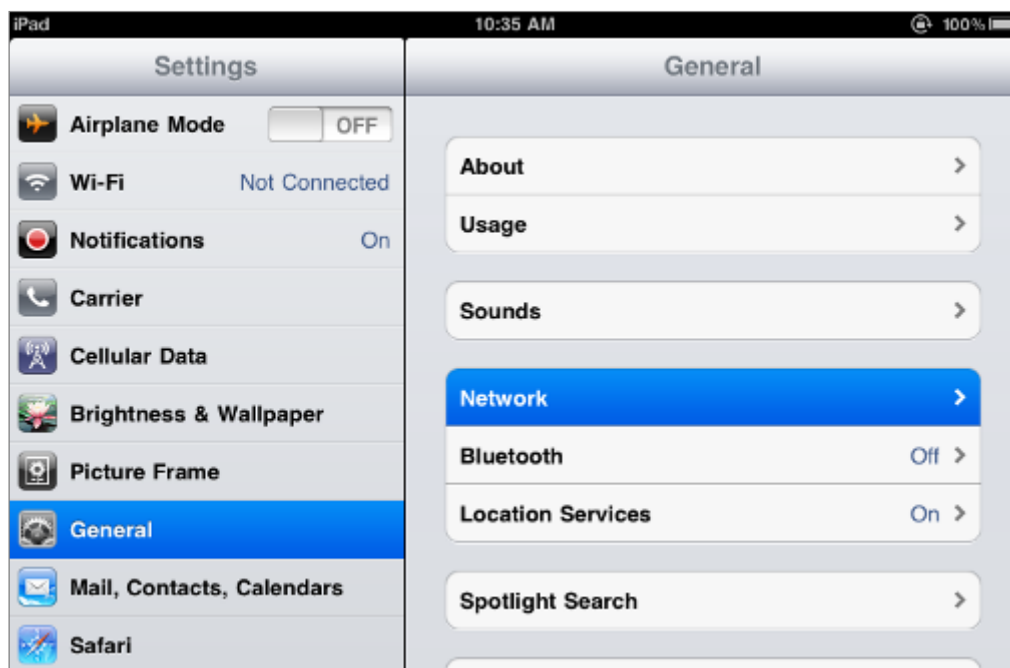 iPad 10:35 AM 100%
Settings
Airplane Mode OFF
Wi-Fi Not Connected
Notifications On
Carrier
Cellular Data
Brightness & Wallpaper
Picture Frame
General
Mail, Contacts, Calendars
Safari
General
About
Usage
Sounds
Network
Bluetooth Off
Location Services On
Spotlight Search